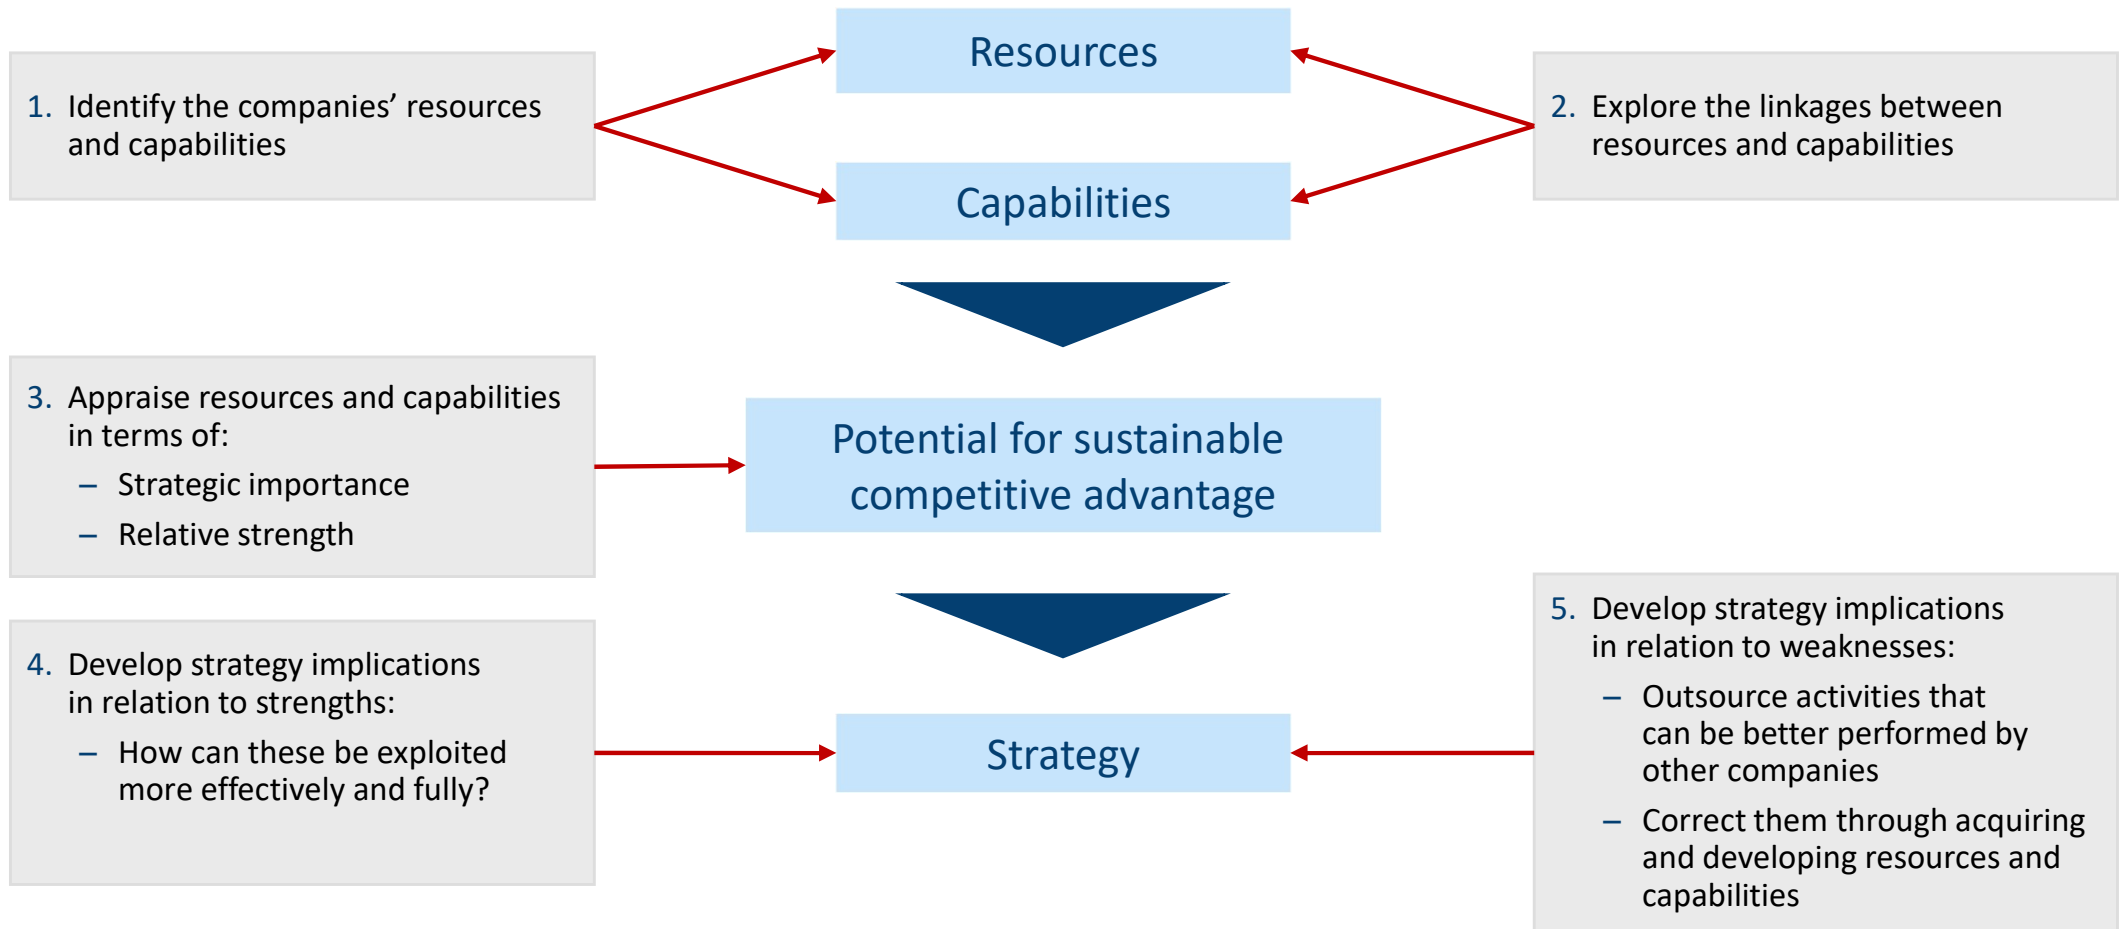 Resources
1. Identify the companies’ resources
and capabilities
2. Explore the linkages between
resources and capabilities
Capabilities
3. Appraise resources and capabilities
in terms of:
– Strategic importance
– Relative strength
Potential for sustainable
competitive advantage
4. Develop strategy implications
in relation to strengths:
– How can these be exploited
more effectively and fully?
Strategy
5. Develop strategy implications
in relation to weaknesses:
– Outsource activities that
can be better performed by
other companies
– Correct them through acquiring
and developing resources and
capabilities